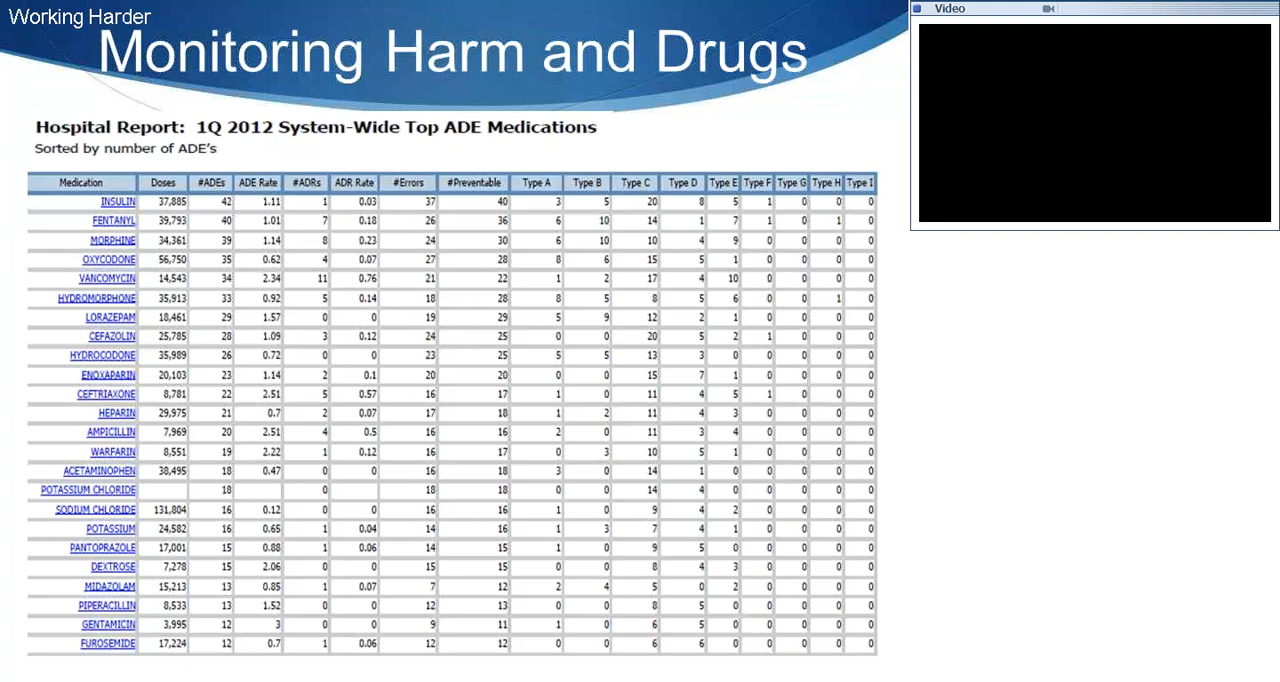 Working Harder
Monitoring Harm and Drugs
Video
Hospital Report: 1Q 2012 System-Wide Top ADE Medications
Sorted by number of ADE's
Medication Doses #ADEs ADE Rate #ADRs ADR Rate #Errors #Preventable Type A Type B Type C Type D Type E Type F Type G Type H Type I
INSULIN 37,885 42 1.11 1 0.03 37 40 3 5 20 8 5 1 0 0 0
FENTANYL 39,793 40 1.01 7 0.18 26 36 6 10 14 1 7 1 0 1 0
MORPHINE 34,361 39 1.14 8 0.23 24 30 6 10 10 4 9 0 0 0 0
OXYCODONE 56,750 35 0.62 4 0.07 27 28 8 6 15 5 1 0 0 0 0
VANCOMYCIN 14,543 34 2.34 11 0.76 21 22 1 2 17 4 10 0 0 0 0
HYDROMORPHONE 35,913 33 0.92 5 0.14 18 28 8 5 8 5 6 0 0 1 0
LORAZEPAM 18,461 29 1.57 0 0 19 29 5 9 12 2 1 0 0 0 0
CEFAZOLIN 25,785 28 1.09 3 0.12 24 25 0 0 20 5 2 1 0 0 0
HYDROCODONE 35,989 26 0.72 0 0 23 25 5 5 13 3 0 0 0 0 0
ENOXAPARIN 20,103 23 1.14 2 0.1 20 20 0 0 15 7 1 0 0 0 0
CEFTRIAXONE 8,781 22 2.51 5 0.57 16 17 1 0 11 4 5 1 0 0 0
HEPARIN 29,975 21 0.7 2 0.07 17 18 1 2 11 4 3 0 0 0 0
AMPICILLIN 7,969 20 2.51 4 0.5 16 16 2 0 11 3 4 0 0 0 0
WARFARIN 8,551 19 2.22 1 0.12 16 17 0 3 10 5 1 0 0 0 0
ACETAMINOPHEN 38,495 18 0.47 0 0 16 18 3 0 14 1 0 0 0 0 0
POTASSIUM CHLORIDE 18 0 18 18 0 0 14 4 0 0 0 0 0
SODIUM CHLORIDE 131,804 16 0.12 0 0 16 16 1 0 9 4 2 0 0 0 0
POTASSIUM 24,582 16 0.65 1 0.04 14 16 1 3 7 4 1 0 0 0 0
PANTOPRAZOLE 17,001 15 0.88 1 0.06 14 15 1 0 9 5 0 0 0 0 0
DEXTROSE 7,278 15 2.06 0 0 15 15 0 0 8 4 3 0 0 0 0
MIDAZOLAM 15,213 13 0.85 1 0.07 7 12 2 4 5 0 2 0 0 0 0
PIPERACILLIN 8,533 13 1.52 0 0 12 13 0 0 8 5 0 0 0 0 0
GENTAMICIN 3,995 12 3 0 0 9 11 1 0 6 5 0 0 0 0 0
FUROSEMIDE 17,224 12 0.7 1 0.06 12 12 0 0 6 6 0 0 0 0 0